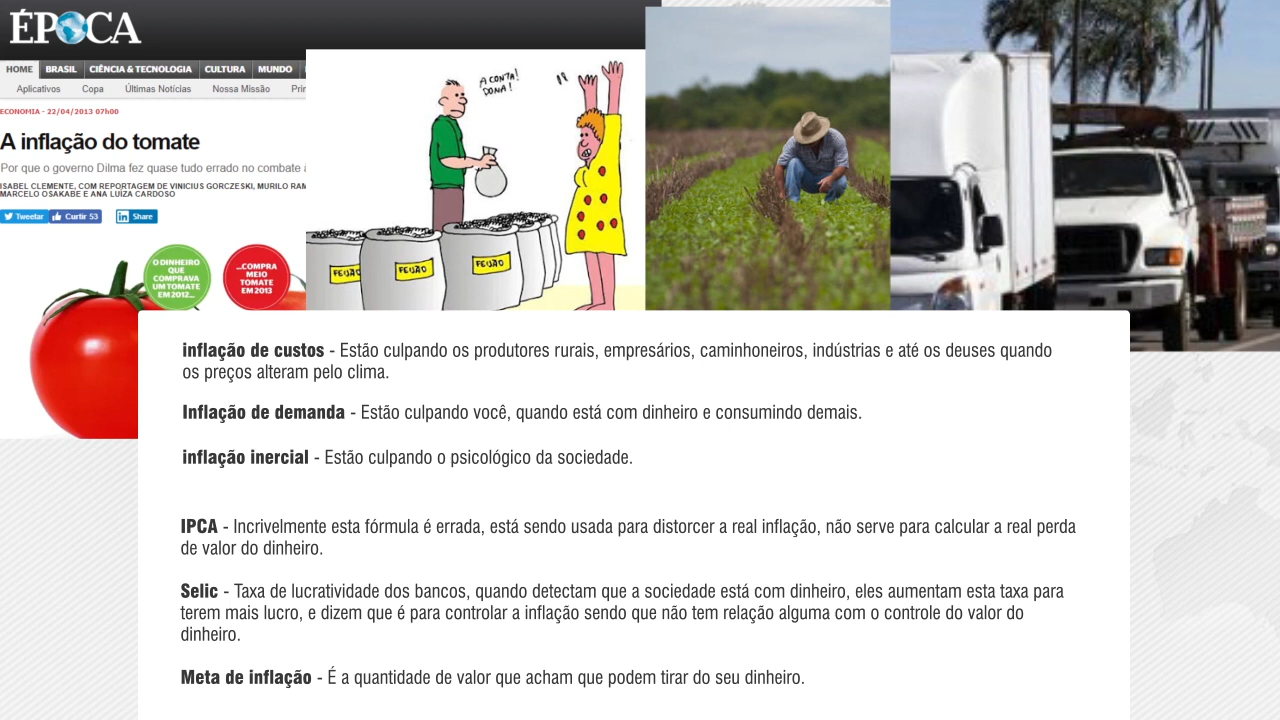 ÉPOCA
HOME BRASIL CIÊNCIA & TECNOLOGIA CULTURA MUNDO
Aplicativos Copa Últimas Notícias Nossa Missão
ECONOMIA - 22/04/2013 07h00
A inflação do tomate
Por que o governo Dilma fez quase tudo errado no combate
ISABEL CLEMENTE, COM REPORTAGEM DE VINICIUS GORCZESKI, MURILO RAM
MARCELO OSAKABE E ANA LUÍZA CARDOSO
Tweetar Curtir 53 Share
O DINHEIRO
QUE
COMPRAVA
UM TOMATE
EM 2012...
...COMPRA
MEIO
TOMATE
EM 2013
A CONTA!
DONA!
FEIJÃO
FEIJÃO
FEIJÃO
inflação de custos - Estão culpando os produtores rurais, empresários, caminhoneiros, indústrias e até os deuses quando
os preços alteram pelo clima.
Inflação de demanda - Estão culpando você, quando está com dinheiro e consumindo demais.
inflação inercial - Estão culpando o psicológico da sociedade.
IPCA - Incrivelmente esta fórmula é errada, está sendo usada para distorcer a real inflação, não serve para calcular a real perda
de valor do dinheiro.
Selic - Taxa de lucratividade dos bancos, quando detectam que a sociedade está com dinheiro, eles aumentam esta taxa para
terem mais lucro, e dizem que é para controlar a inflação sendo que não tem relação alguma com o controle do valor do
dinheiro.
Meta de inflação - É a quantidade de valor que acham que podem tirar do seu dinheiro.